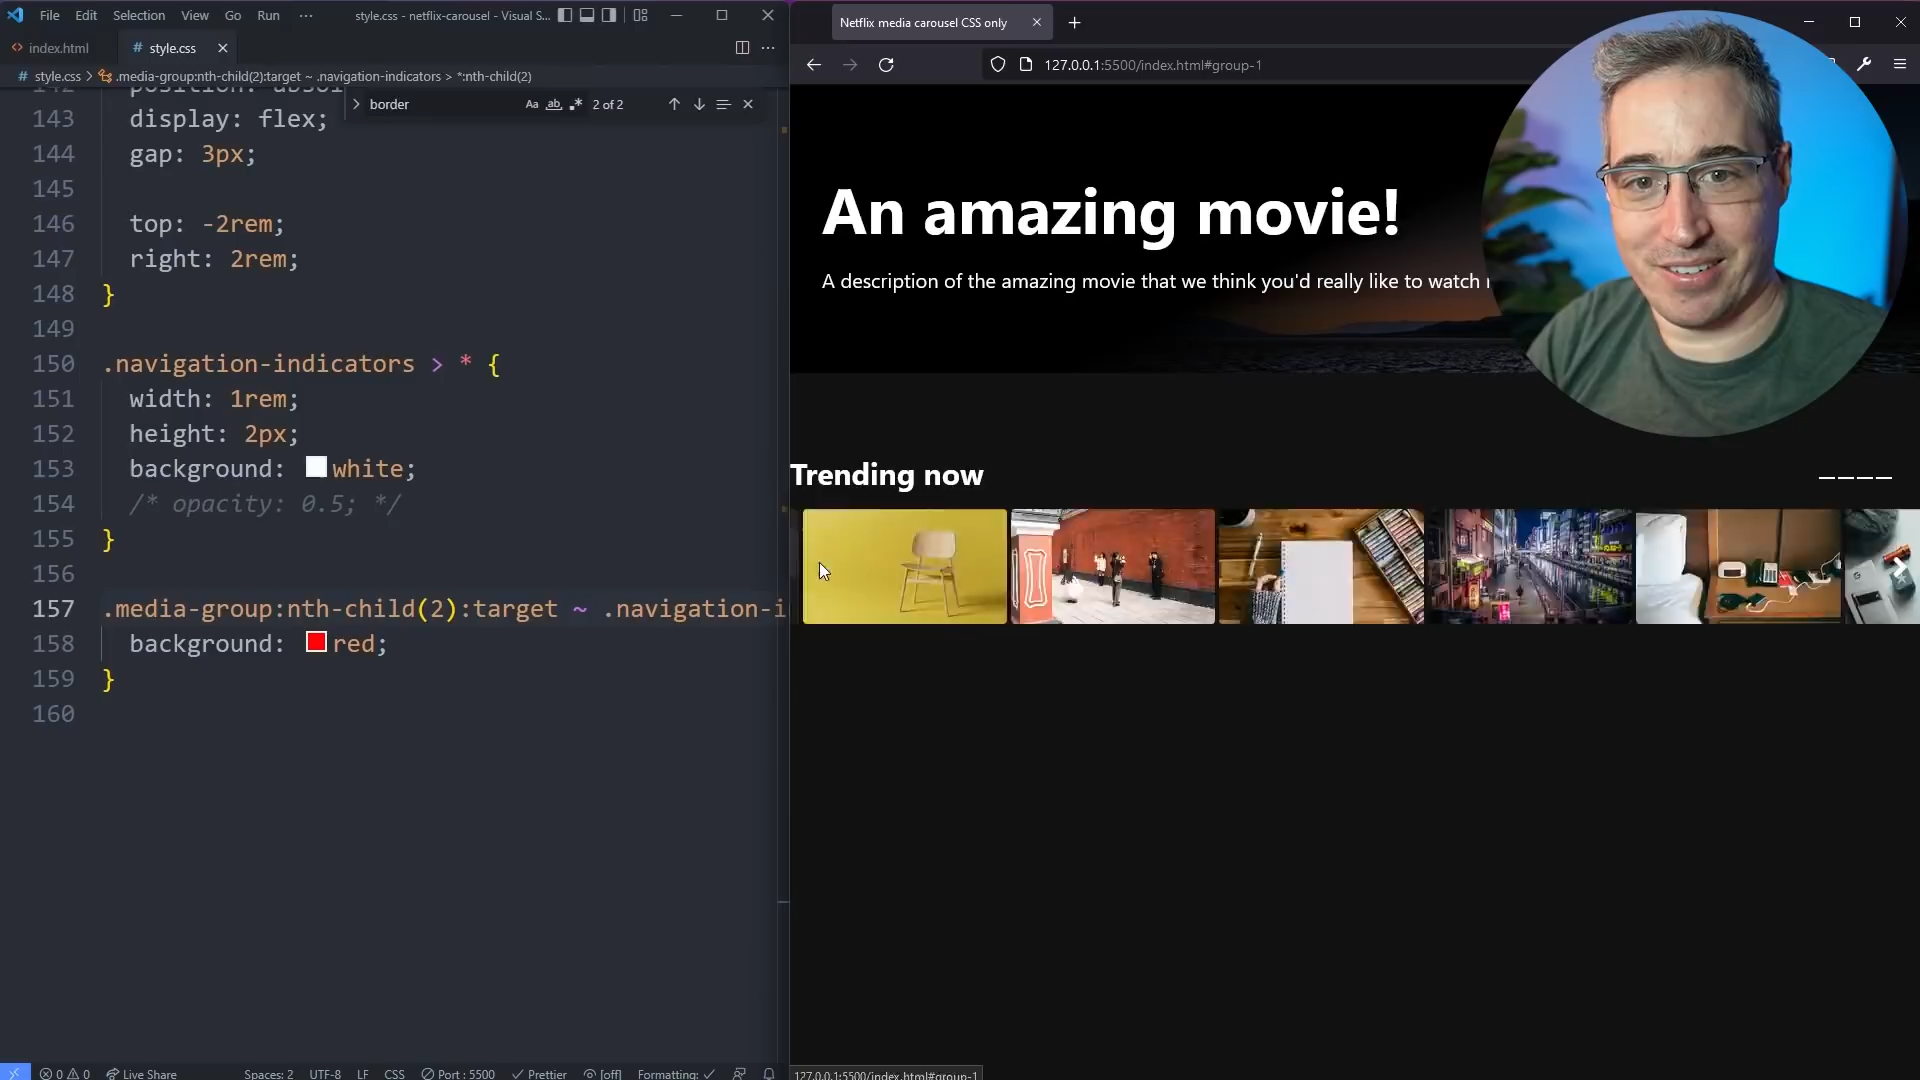 File Edit Selection View Go Run ··· style.css - netflix-carousel - Visual S...
index.html # style.css
# style.css > .media-group:nth-child(2):target ~ .navigation-indicators > *:nth-child(2)
border Aa ab 2 of 2
143 display: flex;
144 gap: 3px;
145
146 top: -2rem;
147 right: 2rem;
148 }
149
150 .navigation-indicators > * {
151 width: 1rem;
152 height: 2px;
153 background: white;
154 /* opacity: 0.5; */
155 }
156
157 .media-group:nth-child(2):target ~ .navigation-i
158 background: red;
159 }
160
0 0 Live Share Spaces: 2 UTF-8 LF CSS Port : 5500 Prettier [off] Formatting: ✓
Netflix media carousel CSS only
127.0.0.1:5500/index.html#group-1
An amazing movie!
A description of the amazing movie that we think you'd really like to watch
Trending now
127.0.0.1:5500/index.html#group-1